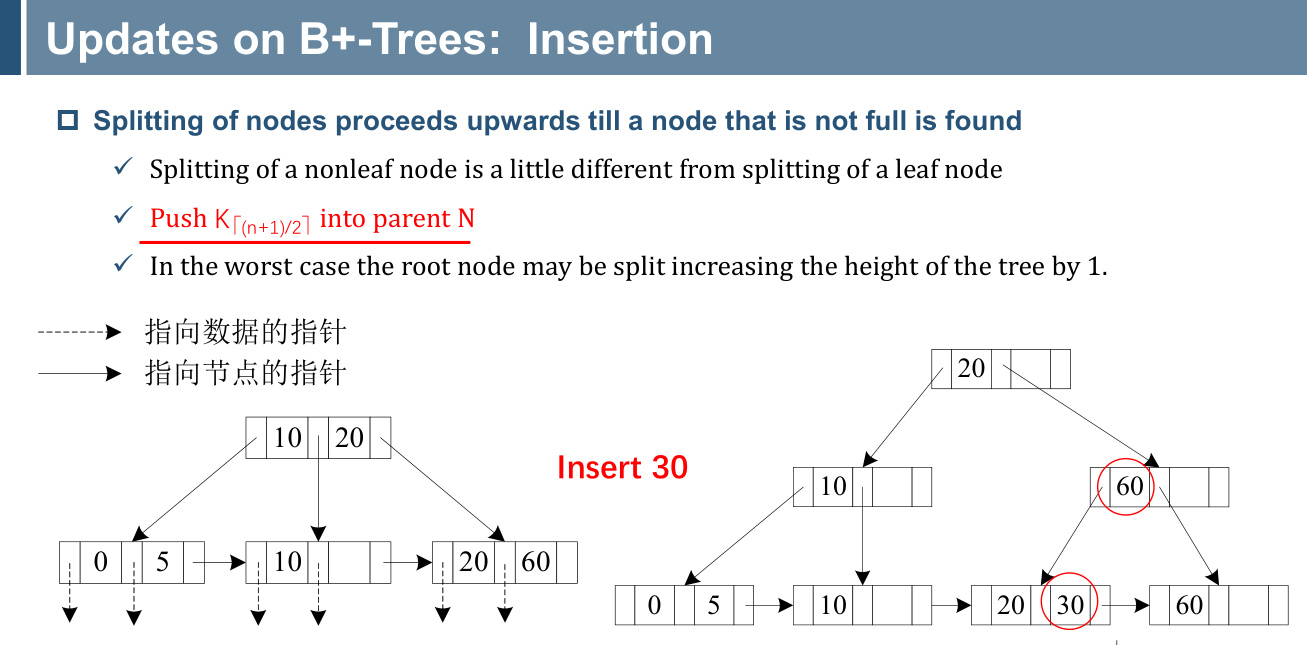 Updates on B+-Trees: Insertion
Splitting of nodes proceeds upwards till a node that is not full is found
✓ Splitting of a nonleaf node is a little different from splitting of a leaf node
✓ Push K⌈(n+1)/2⌉ into parent N
✓ In the worst case the root node may be split increasing the height of the tree by 1.
指向数据的指针
指向节点的指针
10 20
0 5 10 20 60
Insert 30
20
10 60
0 5 10 20 30 60